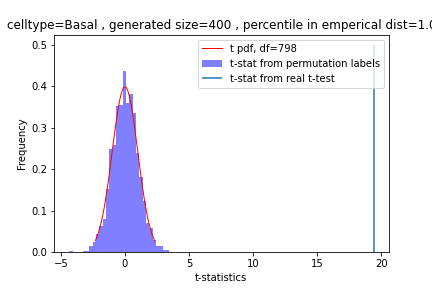 celltype=Basal , generated size=400 , percentile in emperical dist=1.0
t pdf, df=798
t-stat from permutation labels
t-stat from real t-test
Frequency
0.5
0.4
0.3
0.2
0.1
0.0
-5
0
5
10
15
20
t-statistics